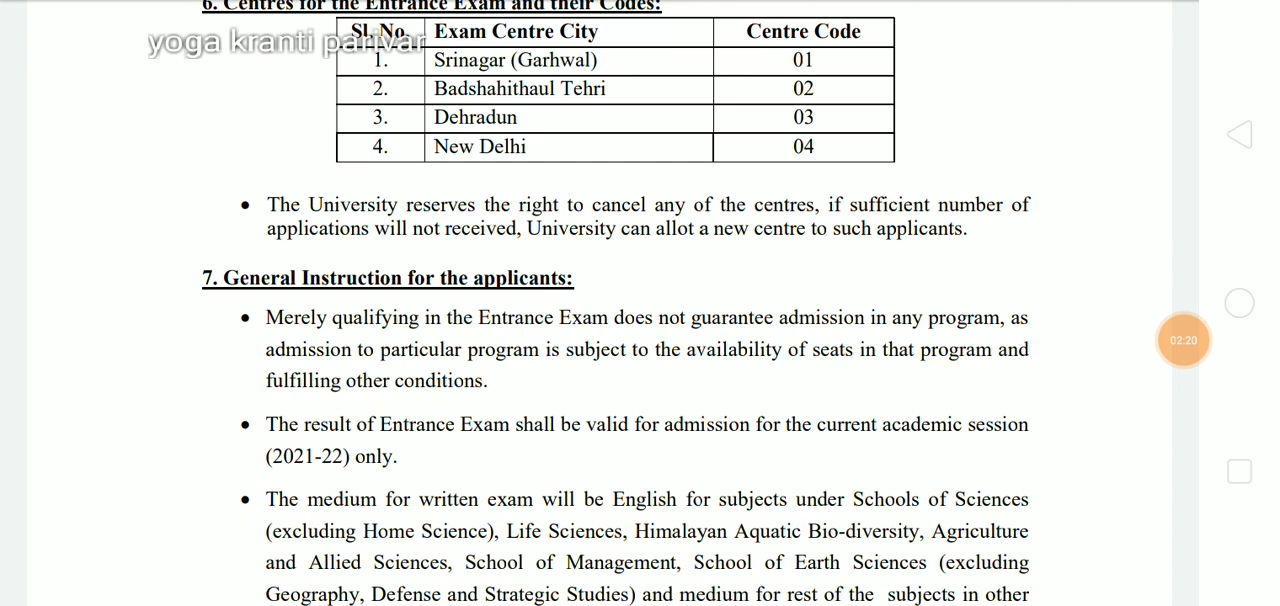 6. Centres for the Entrance Exam and their Codes:
Sl. No. Exam Centre City Centre Code
yoga kranti parivar
1. Srinagar (Garhwal) 01
2. Badshahithaul Tehri 02
3. Dehradun 03
4. New Delhi 04
• The University reserves the right to cancel any of the centres, if sufficient number of
applications will not received, University can allot a new centre to such applicants.
7. General Instruction for the applicants:
• Merely qualifying in the Entrance Exam does not guarantee admission in any program, as
admission to particular program is subject to the availability of seats in that program and
fulfilling other conditions.
02:20
• The result of Entrance Exam shall be valid for admission for the current academic session
(2021-22) only.
• The medium for written exam will be English for subjects under Schools of Sciences
(excluding Home Science), Life Sciences, Himalayan Aquatic Bio-diversity, Agriculture
and Allied Sciences, School of Management, School of Earth Sciences (excluding
Geography, Defense and Strategic Studies) and medium for rest of the subjects in other